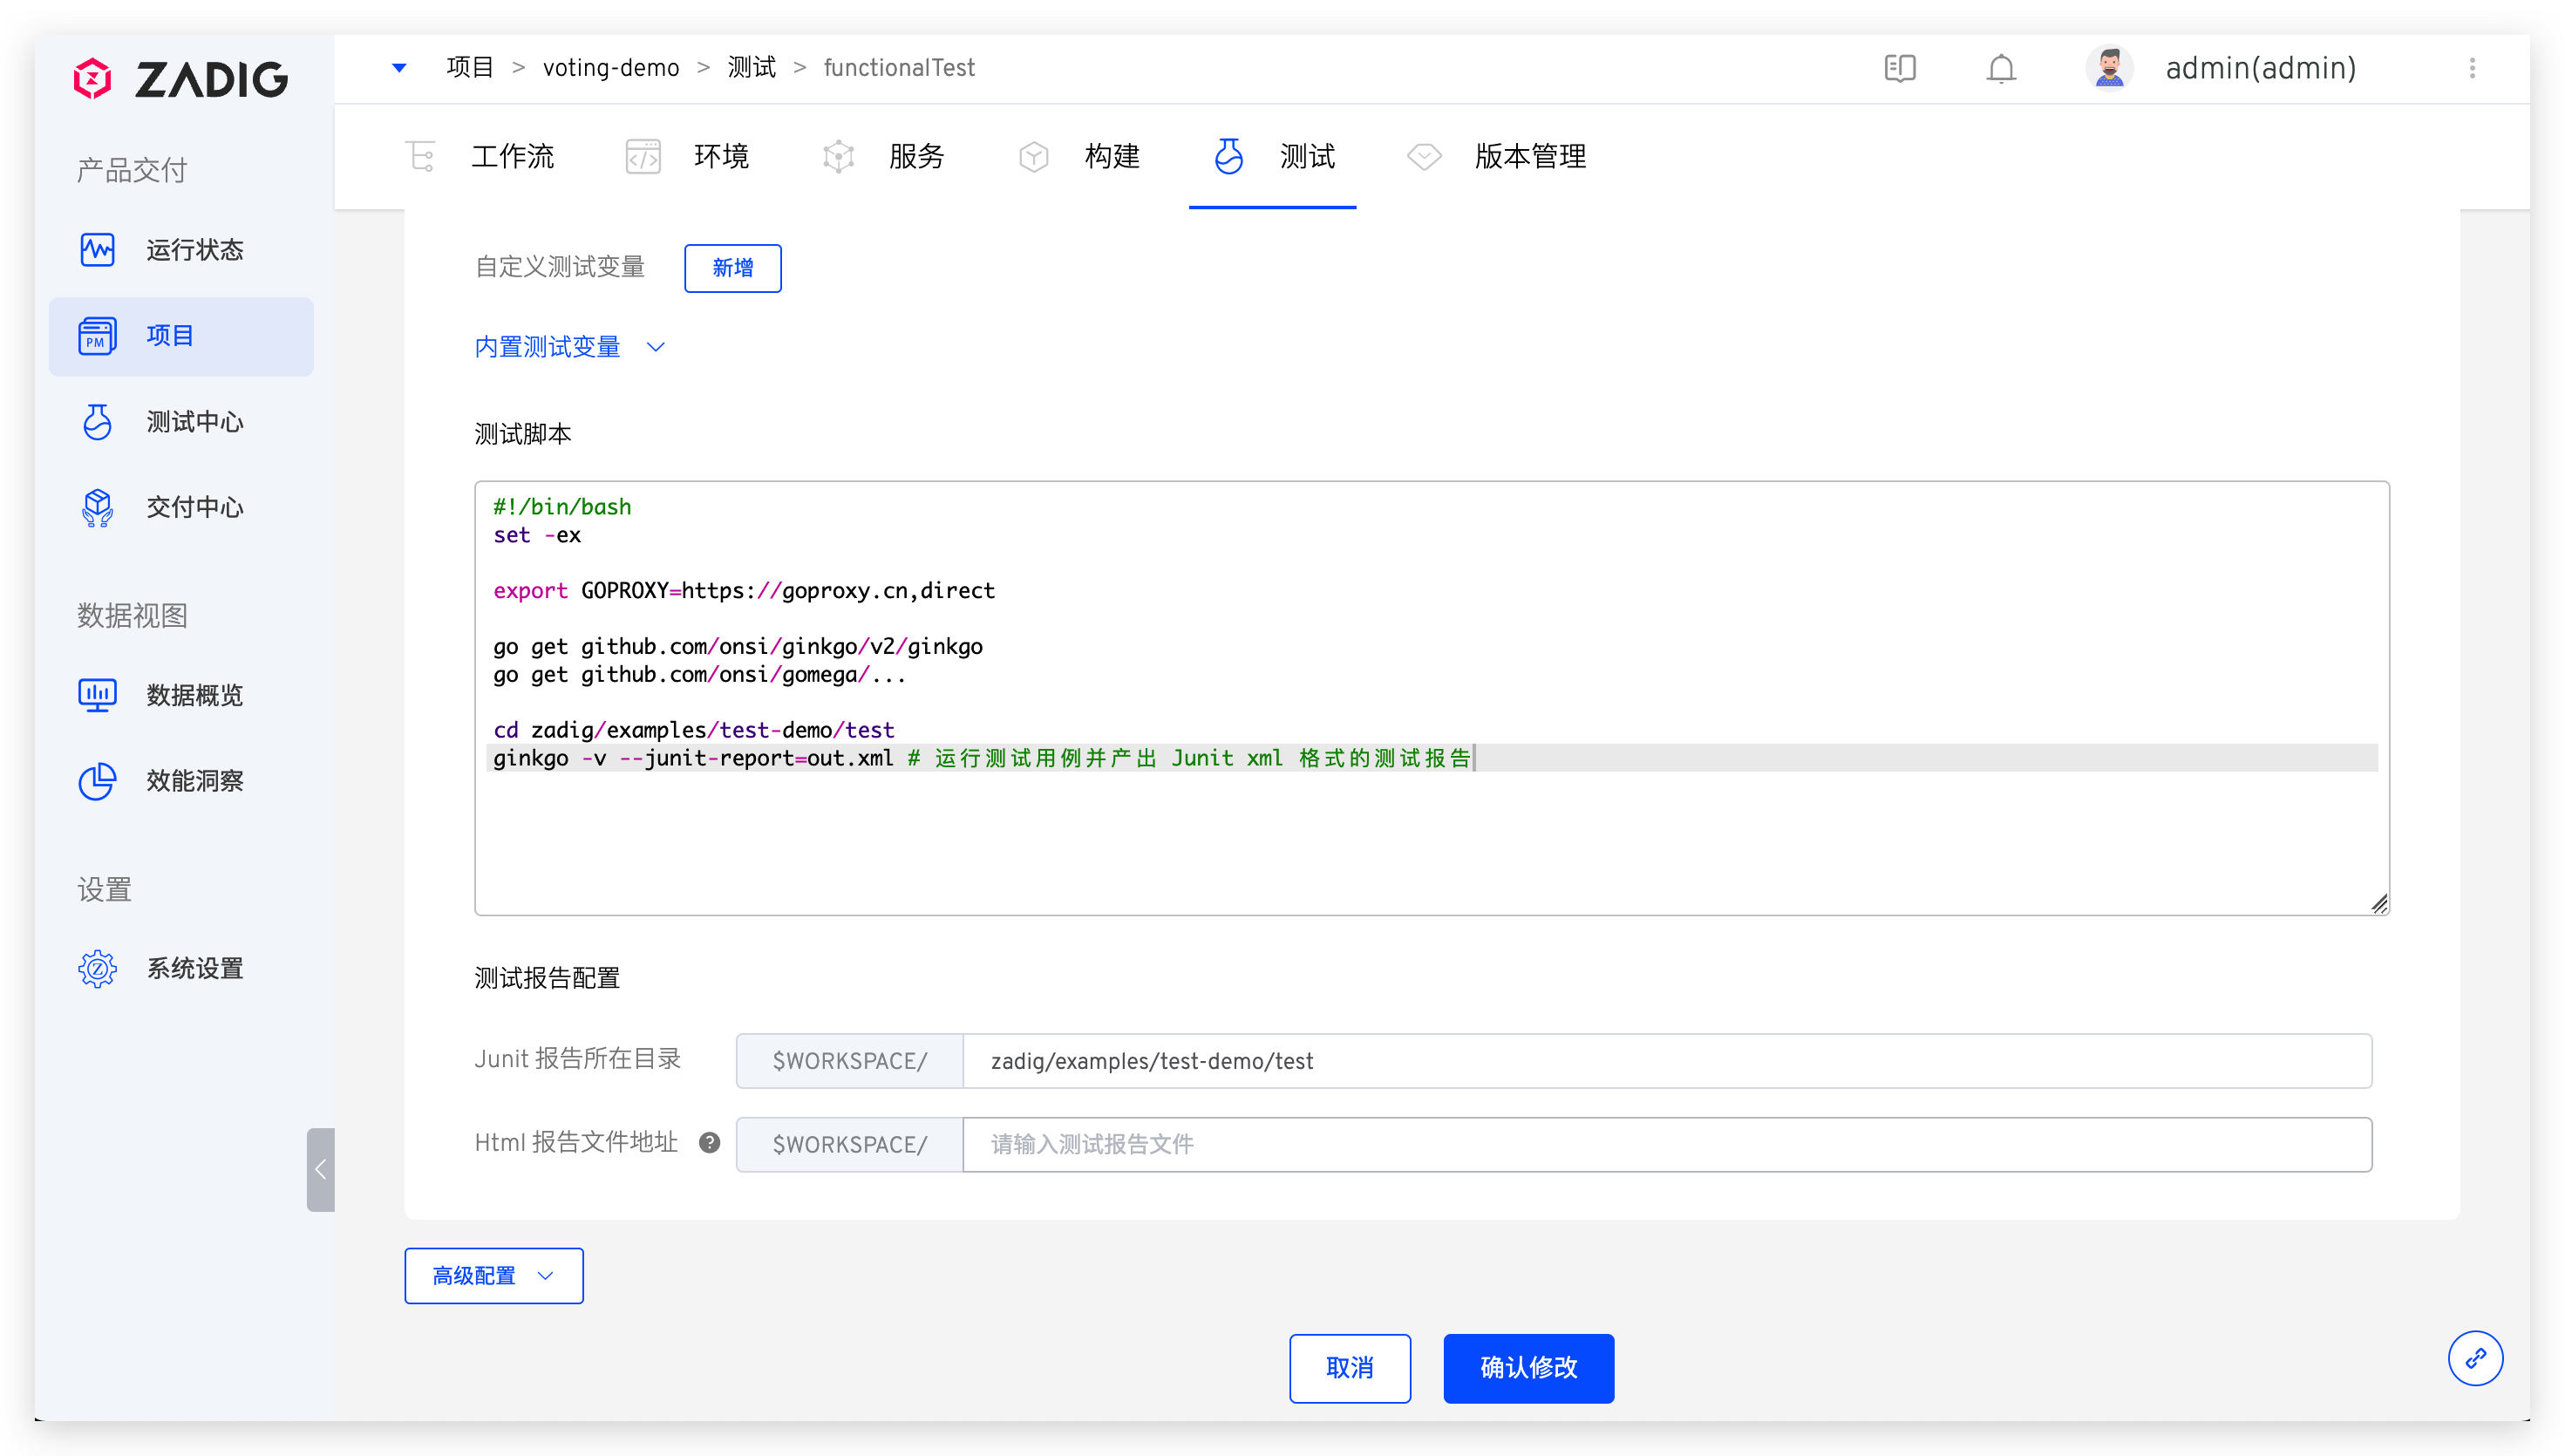 ZADIG
项目 > voting-demo > 测试 > functionalTest
admin(admin)
产品交付
运行状态
PM
项目
测试中心
交付中心
数据视图
数据概览
效能洞察
设置
Z
系统设置
工作流
环境
服务
构建
测试
版本管理
自定义测试变量
新增
内置测试变量
测试脚本
#!/bin/bash
set -ex
export GOPROXY=https://goproxy.cn,direct
go get github.com/onsi/ginkgo/v2/ginkgo
go get github.com/onsi/gomega/...
cd zadig/examples/test-demo/test
ginkgo -v --junit-report=out.xml # 运行测试用例并产出 Junit xml 格式的测试报告
测试报告配置
Junit 报告所在目录 $WORKSPACE/ zadig/examples/test-demo/test
Html 报告文件地址 ? $WORKSPACE/ 请输入测试报告文件
高级配置
取消
确认修改